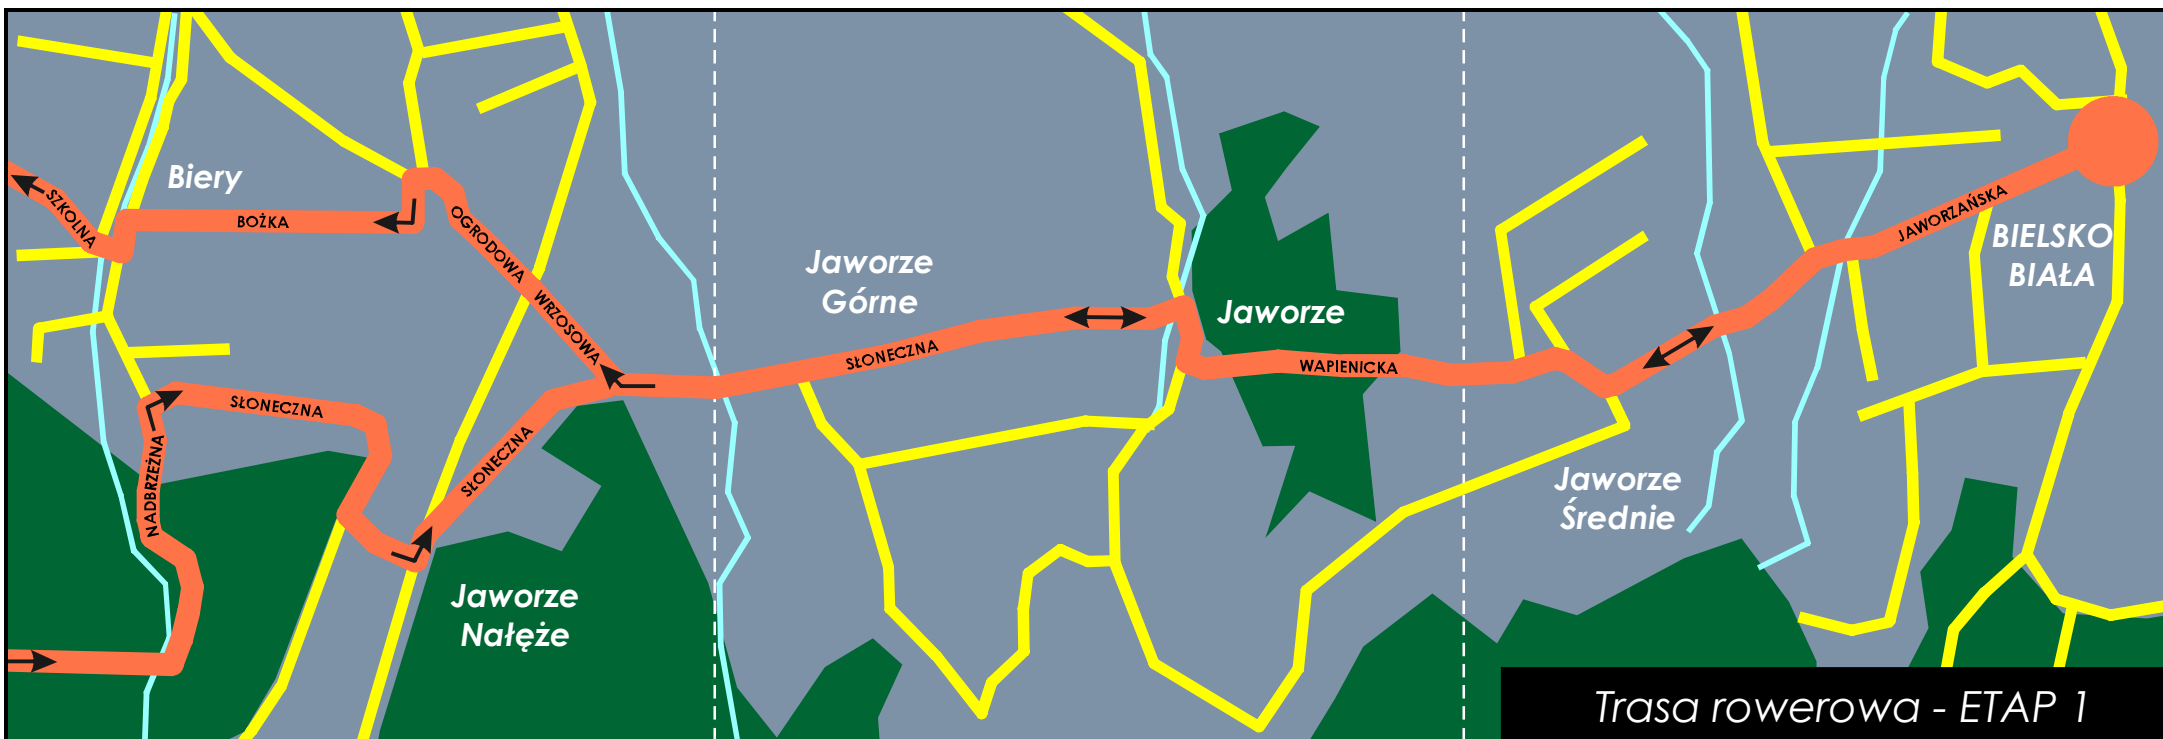 Biery
SZKOLNA
BOŻKA
OGRODOWA
WRZOSOWA
NADBRZEŻNA
SŁONECZNA
SŁONECZNA
Jaworze
Nałęże
Jaworze
Górne
SŁONECZNA
Jaworze
WAPIENICKA
Jaworze
Średnie
JAWORZAŃSKA
BIELSKO
BIAŁA
Trasa rowerowa - ETAP 1